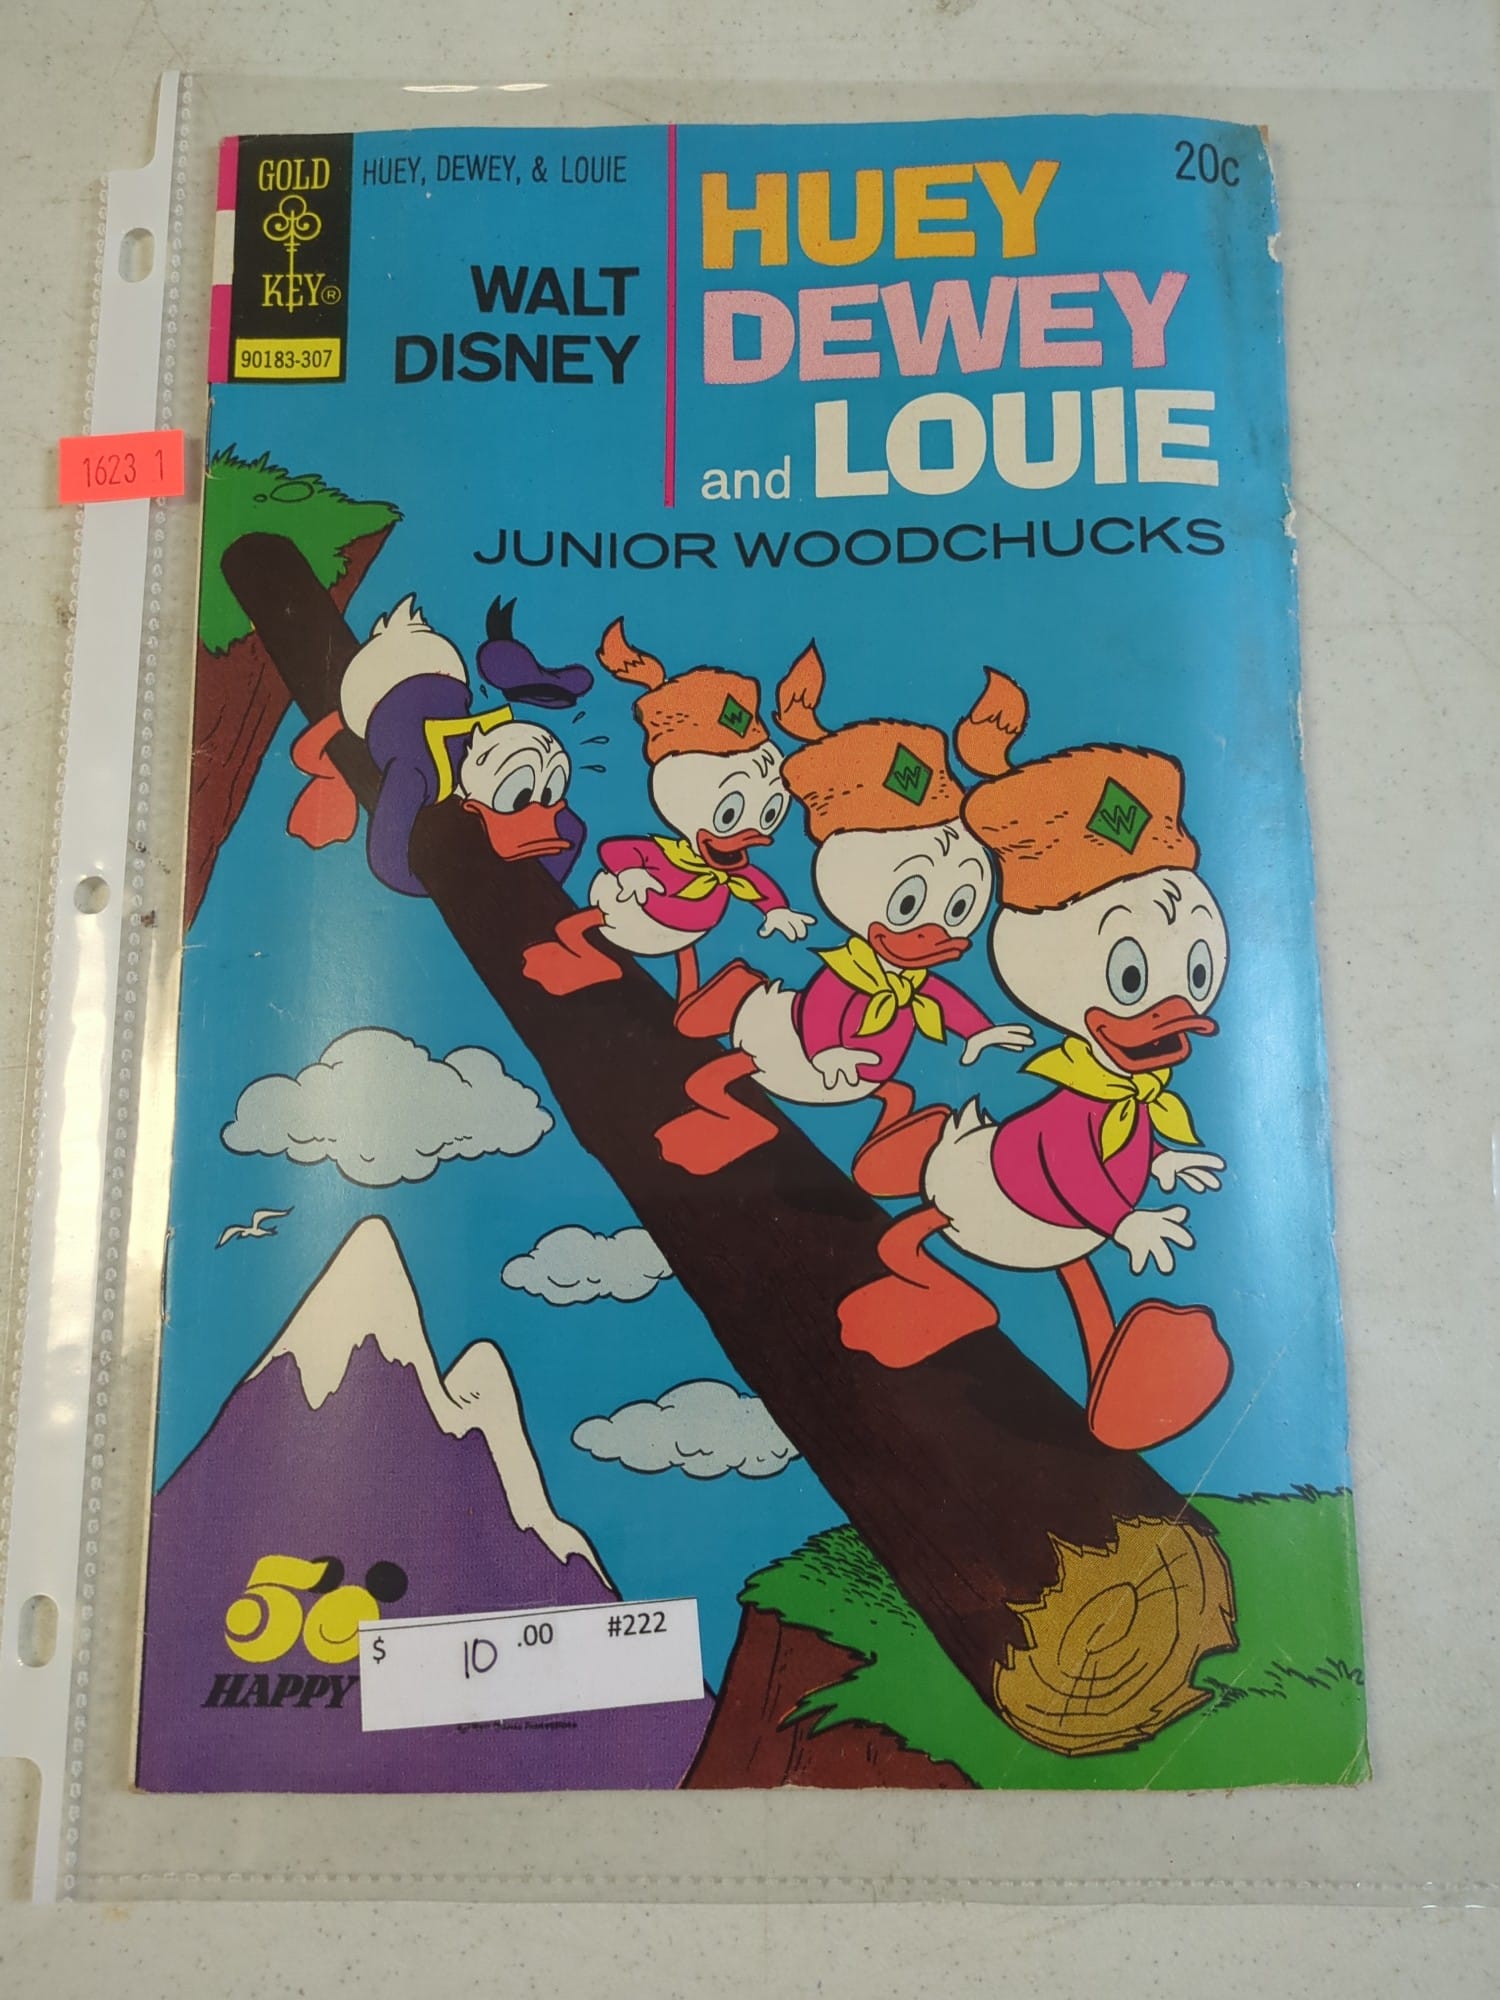 GOLD
KEY®
90183-307
HUEY, DEWEY, & LOUIE
WALT
DISNEY
HUEY
DEWEY
and LOUIE
JUNIOR WOODCHUCKS
20c
1623 1
W
W
W
50
HAPPY
$ 10 .00 #222